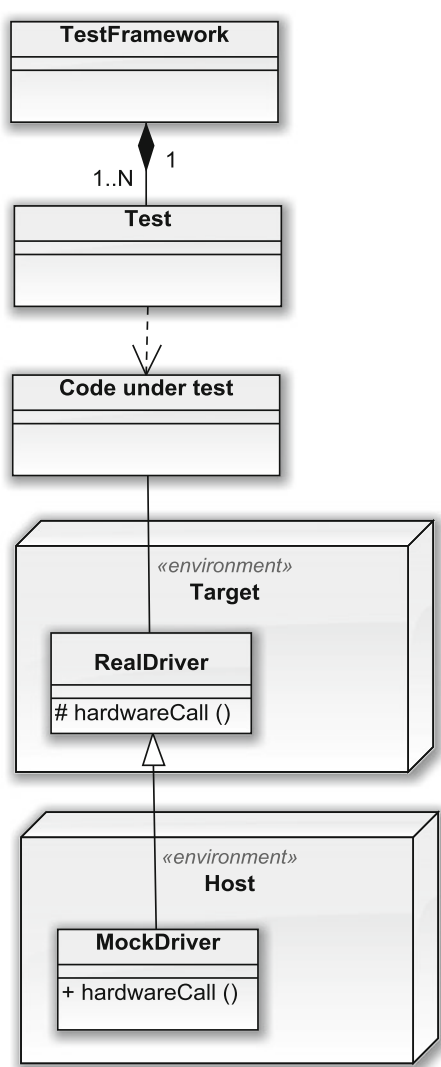 TestFramework
1
1..N
Test
Code under test
«environment»
Target
RealDriver
# hardwareCall ()
«environment»
Host
MockDriver
+ hardwareCall ()